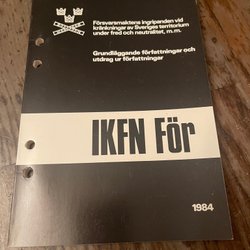 Försvarsmaktens ingripanden vid
kränkningar av Sveriges territorium
under fred och neutralitet, m.m.
Grundläggande författningar och
utdrag ur författningar
IKFN För
1984